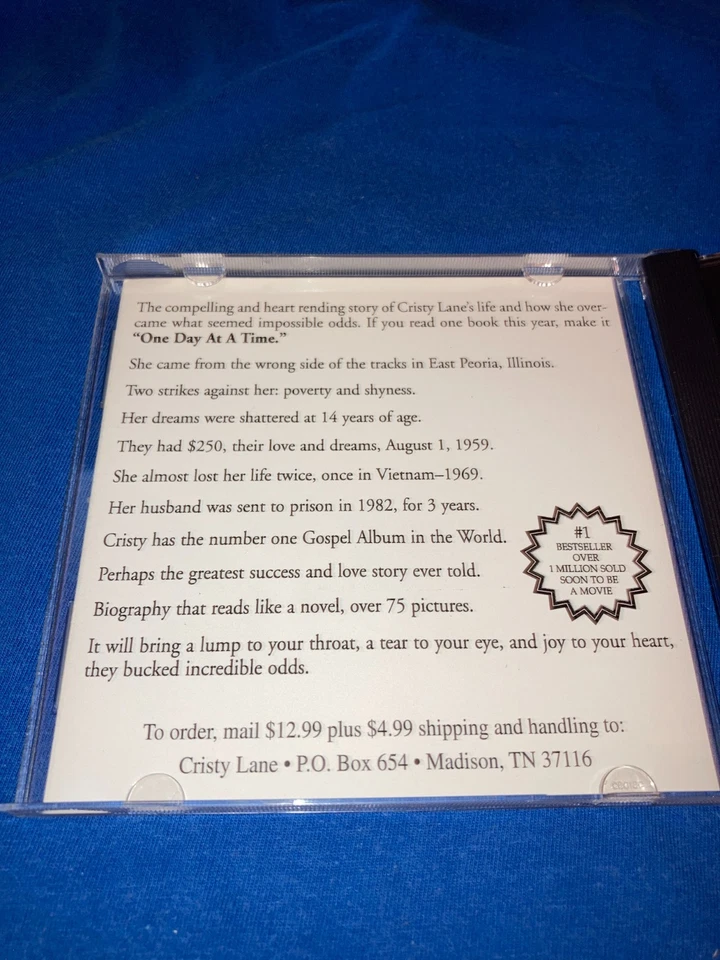 The compelling and heart rending story of Cristy Lane's life and how she over-
came what seemed impossible odds. If you read one book this year, make it
"One Day At A Time."
She came from the wrong side of the tracks in East Peoria, Illinois.
Two strikes against her: poverty and shyness.
Her dreams were shattered at 14 years of age.
They had $250, their love and dreams, August 1, 1959.
She almost lost her life twice, once in Vietnam–1969.
Her husband was sent to prison in 1982, for 3 years.
Cristy has the number one Gospel Album in the World.
Perhaps the greatest success and love story ever told.
Biography that reads like a novel, over 75 pictures.
#1
BESTSELLER
OVER
1 MILLION SOLD
SOON TO BE
A MOVIE
It will bring a lump to your throat, a tear to your eye, and joy to your heart,
they bucked incredible odds.
To order, mail $12.99 plus $4.99 shipping and handling to:
Cristy Lane • P.O. Box 654 • Madison, TN 37116